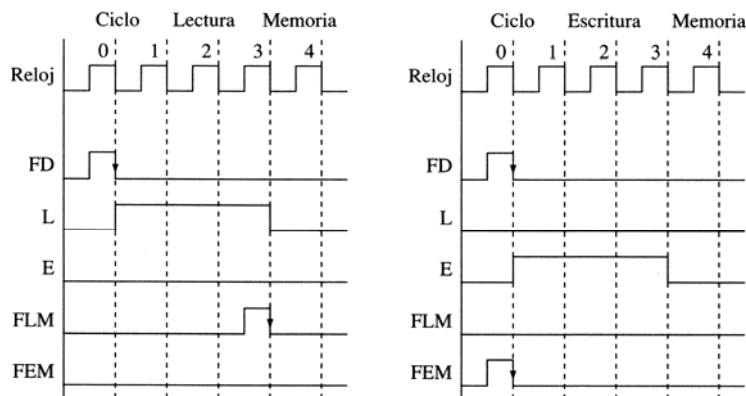 Ciclo Lectura Memoria
0 1 2 3 4
Reloj
FD
L
E
FLM
FEM
Ciclo Escritura Memoria
0 1 2 3 4
Reloj
FD
L
E
FLM
FEM